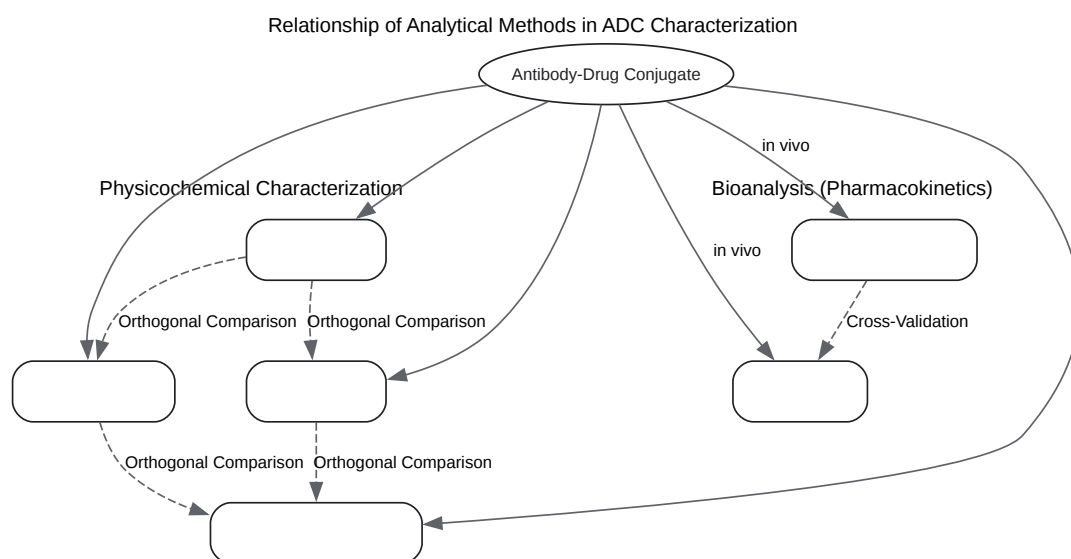 Relationship of Analytical Methods in ADC Characterization
Antibody-Drug Conjugate
in vivo
Physicochemical Characterization
Bioanalysis (Pharmacokinetics)
in vivo
Orthogonal Comparison
Orthogonal Comparison
Cross-Validation
Orthogonal Comparison
Orthogonal Comparison